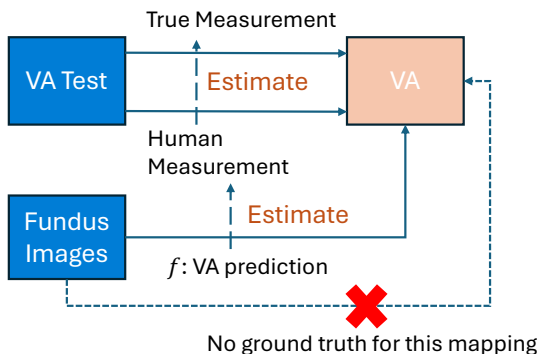 True Measurement
VA Test
Estimate
VA
Human
Measurement
Fundus
Images
Estimate
f: VA prediction
No ground truth for this mapping